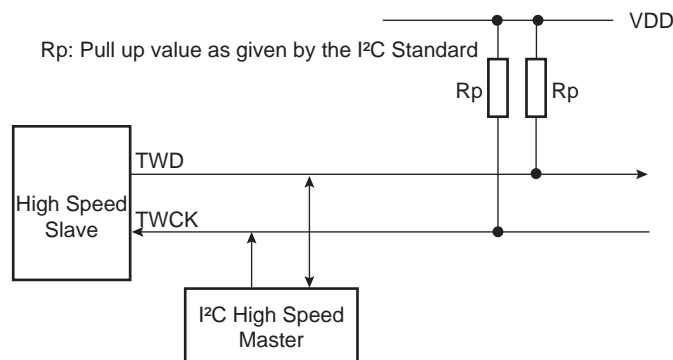 VDD
Rp: Pull up value as given by the I²C Standard
Rp
Rp
TWD
High Speed
Slave
TWCK
I²C High Speed
Master